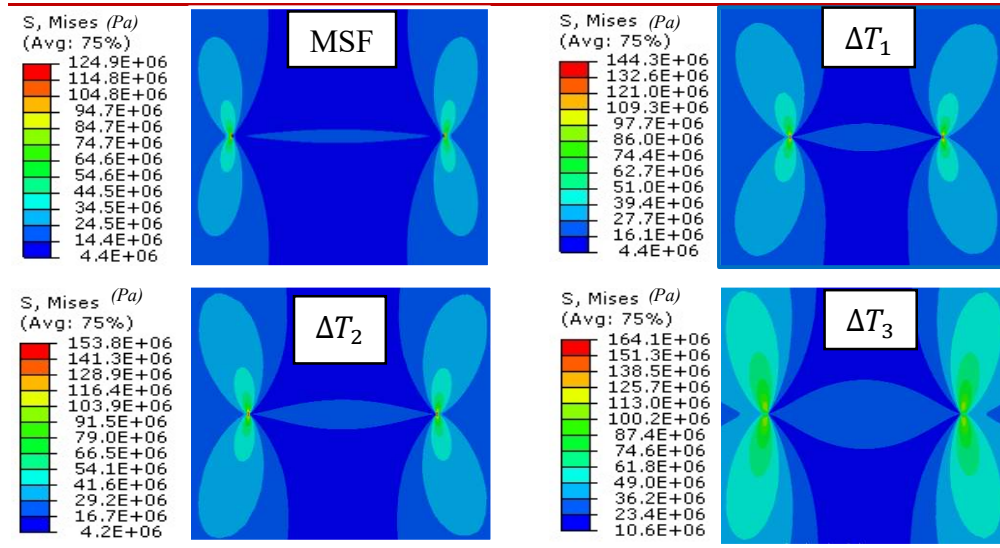 S, Mises (Pa)
(Avg: 75%)
124.9E+06
114.8E+06
104.8E+06
94.7E+06
84.7E+06
74.7E+06
64.6E+06
54.6E+06
44.5E+06
34.5E+06
24.5E+06
14.4E+06
4.4E+06
MSF
S, Mises (Pa)
(Avg: 75%)
144.3E+06
132.6E+06
121.0E+06
109.3E+06
97.7E+06
86.0E+06
74.4E+06
62.7E+06
51.0E+06
39.4E+06
27.7E+06
16.1E+06
4.4E+06
ΔT₁
S, Mises (Pa)
(Avg: 75%)
153.8E+06
141.3E+06
128.9E+06
116.4E+06
103.9E+06
91.5E+06
79.0E+06
66.5E+06
54.1E+06
41.6E+06
29.2E+06
16.7E+06
4.2E+06
ΔT₂
S, Mises (Pa)
(Avg: 75%)
164.1E+06
151.3E+06
138.5E+06
125.7E+06
113.0E+06
100.2E+06
87.4E+06
74.6E+06
61.8E+06
49.0E+06
36.2E+06
23.4E+06
10.6E+06
ΔT₃